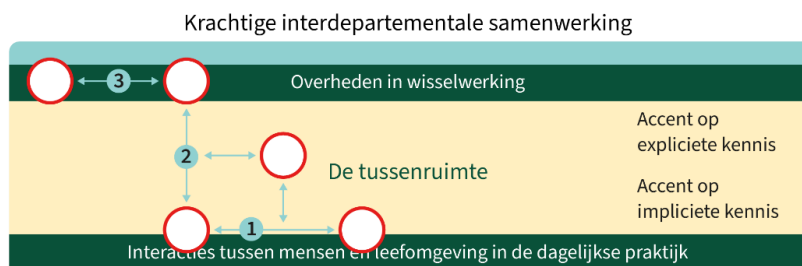 Krachtige interdepartementale samenwerking
3
Overheden in wisselwerking
Accent op
expliciete kennis
2
De tussenruimte
Accent op
impliciete kennis
1
Interacties tussen mensen en leefomgeving in de dagelijkse praktijk